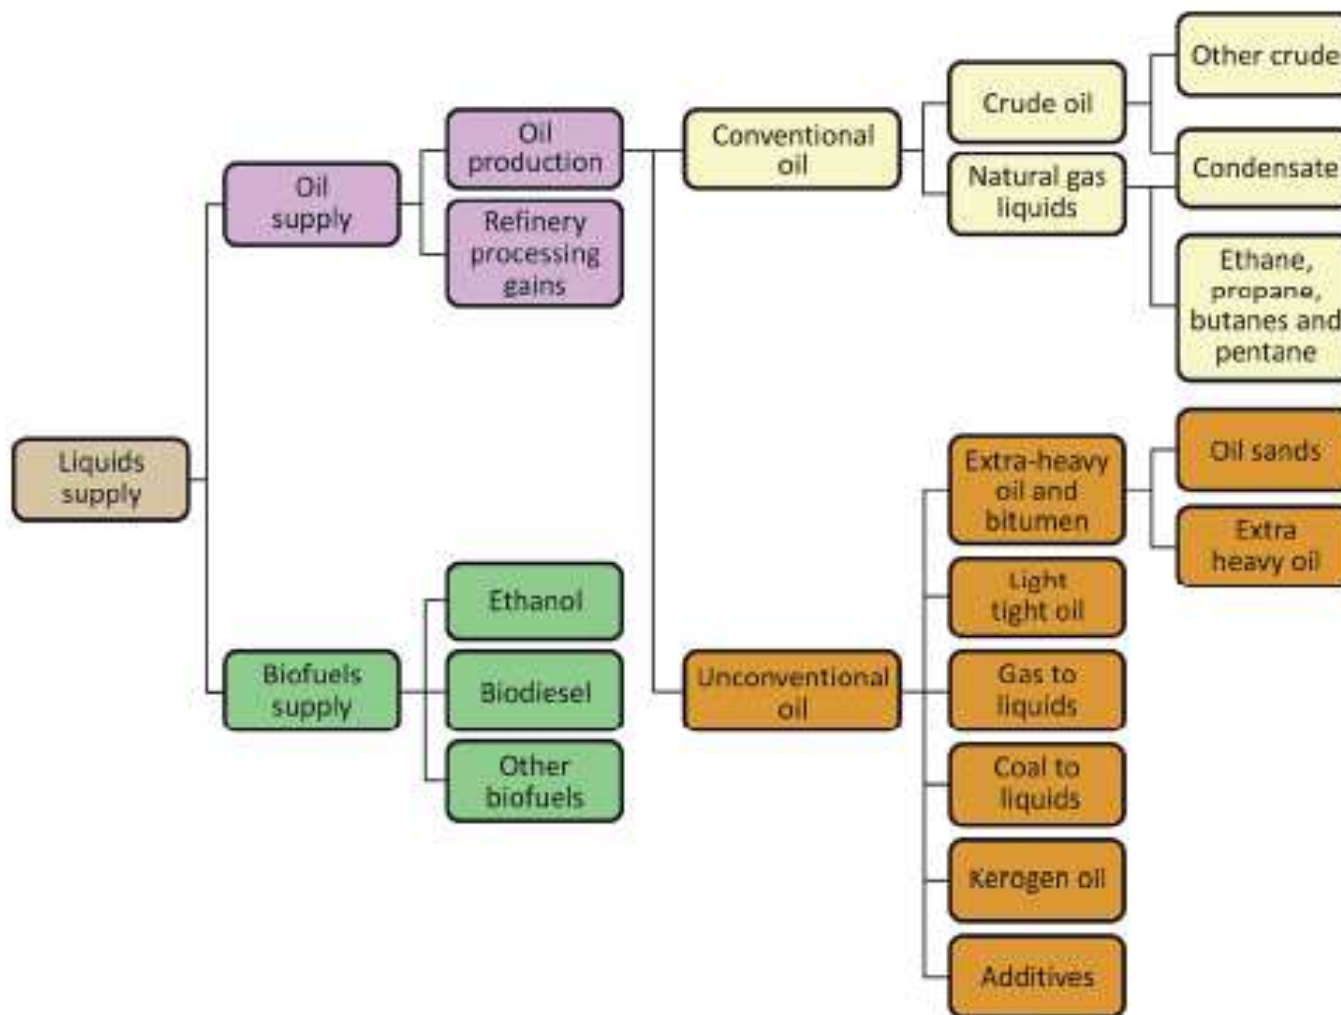 Liquids
supply
Oil
supply
Biofuels
supply
Oil
production
Refinery
processing
gains
Ethanol
Biodiesel
Other
biofuels
Conventional
oil
Unconventional
oil
Crude oil
Natural gas
liquids
Other crude
Condensate
Ethane,
propane,
butanes and
pentane
Extra-heavy
oil and
bitumen
Light
tight oil
Gas to
liquids
Coal to
liquids
Kerogen oil
Additives
Oil sands
Extra
heavy oil